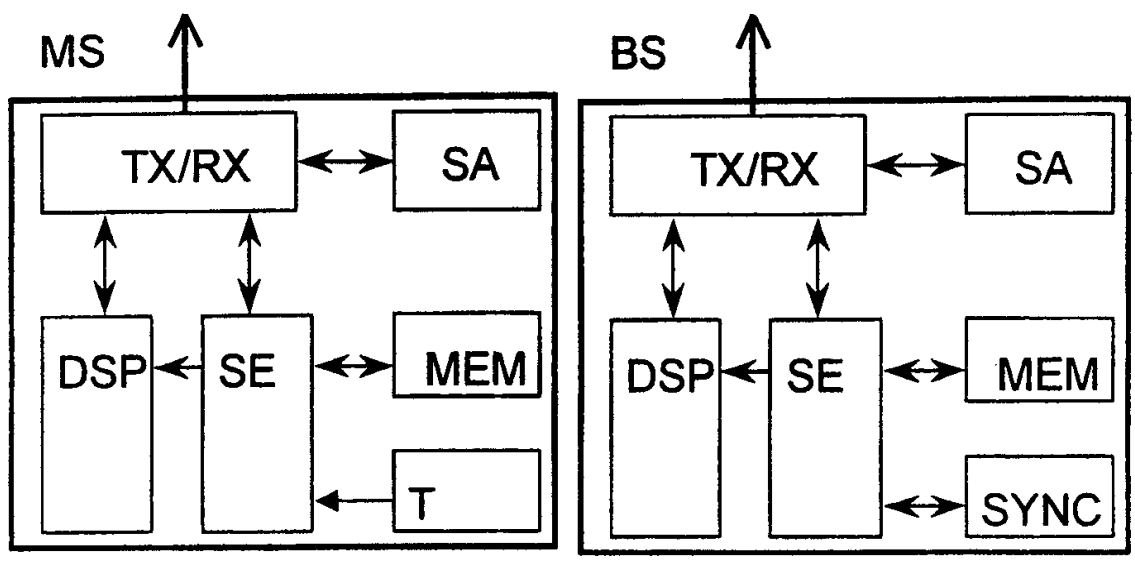 MS
TX/RX
SA
DSP
SE
MEM
T
BS
TX/RX
SA
DSP
SE
MEM
SYNC